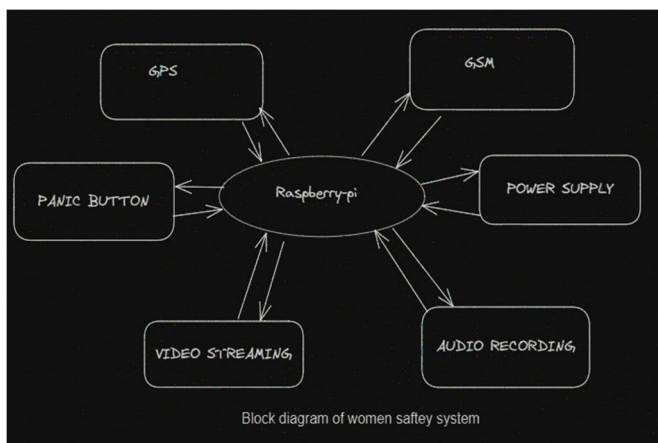 GPS
GSM
PANIC BUTTON
Raspberry-pi
POWER SUPPLY
VIDEO STREAMING
AUDIO RECORDING
Block diagram of women saftey system